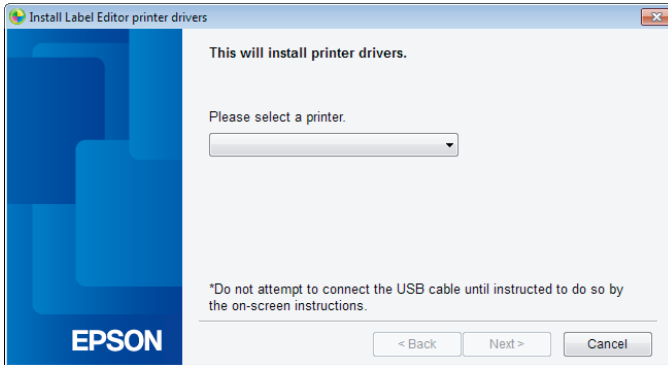 Install Label Editor printer drivers
This will install printer drivers.
Please select a printer.
*Do not attempt to connect the USB cable until instructed to do so by
the on-screen instructions.
EPSON
< Back
Next >
Cancel